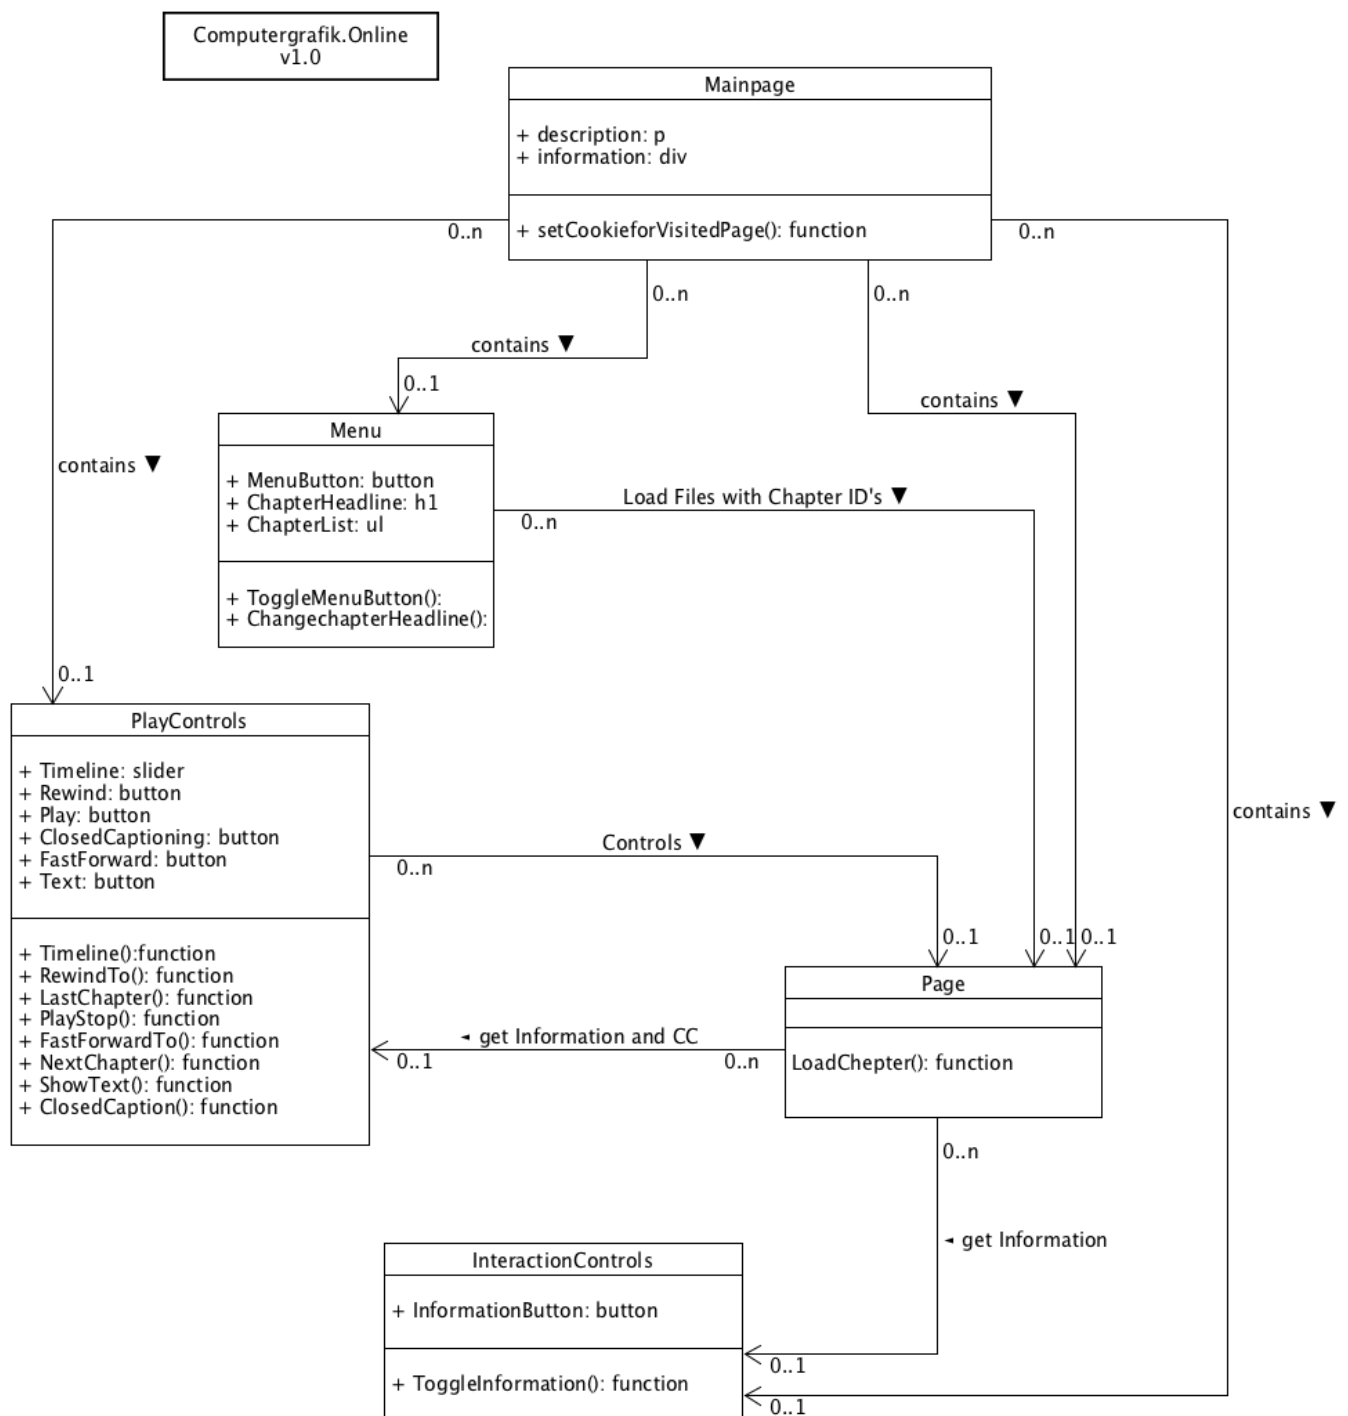 Computergrafik.Online
v1.0
Mainpage
+ description: p
+ information: div
+ setCookieforVisitedPage(): function
0..n
0..n
0..n
0..n
contains ▼
0..1
contains ▼
Menu
+ MenuButton: button
+ ChapterHeadline: h1
+ ChapterList: ul
+ ToggleMenuButton():
+ ChangechapterHeadline():
contains ▼
Load Files with Chapter ID's ▼
0..n
0..1
PlayControls
+ Timeline: slider
+ Rewind: button
+ Play: button
+ ClosedCaptioning: button
+ FastForward: button
+ Text: button
+ Timeline():function
+ RewindTo(): function
+ LastChapter(): function
+ PlayStop(): function
+ FastForwardTo(): function
+ NextChapter(): function
+ ShowText(): function
+ ClosedCaption(): function
contains ▼
Controls ▼
0..n
0..1
0..1
0..1
Page
LoadChepter(): function
◄ get Information and CC
0..1
0..n
0..n
◄ get Information
InteractionControls
+ InformationButton: button
+ ToggleInformation(): function
0..1
0..1